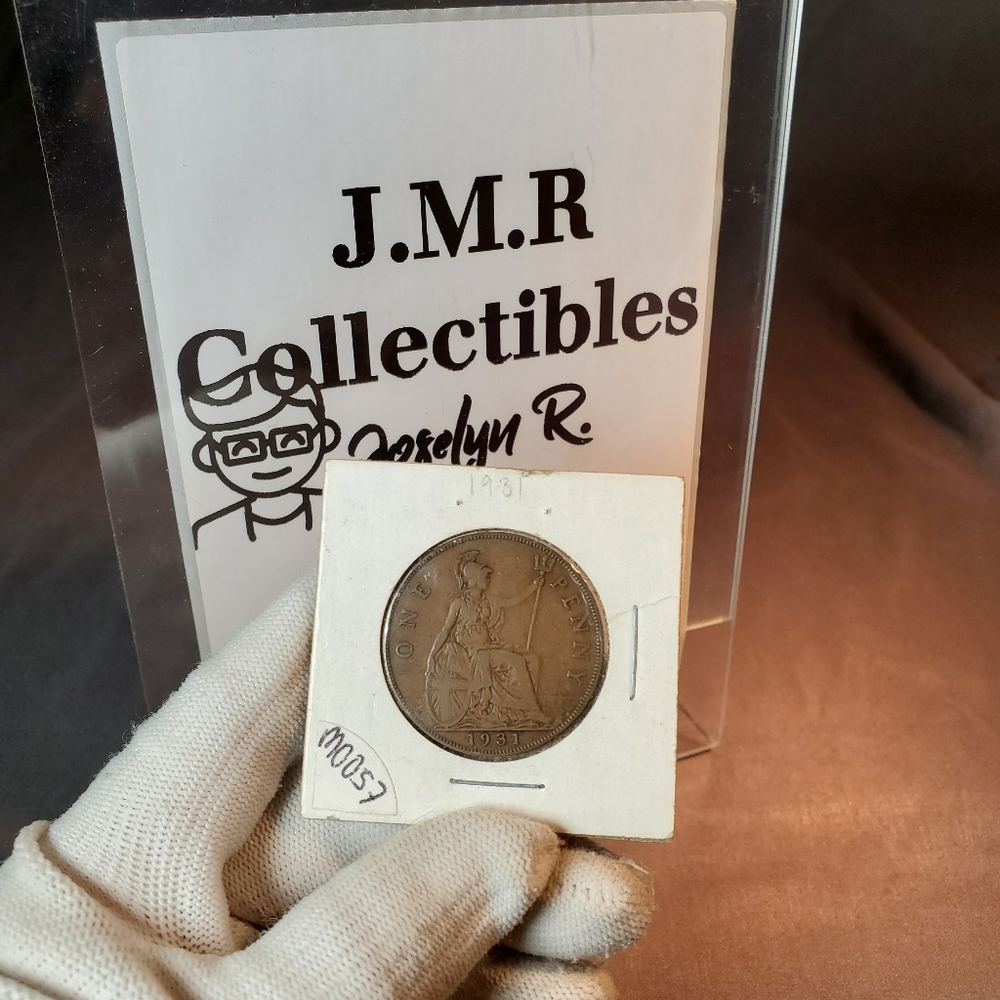 J.M.R
Collectibles
Joselyn R.
1931
ONE PENNY
1931
M0057